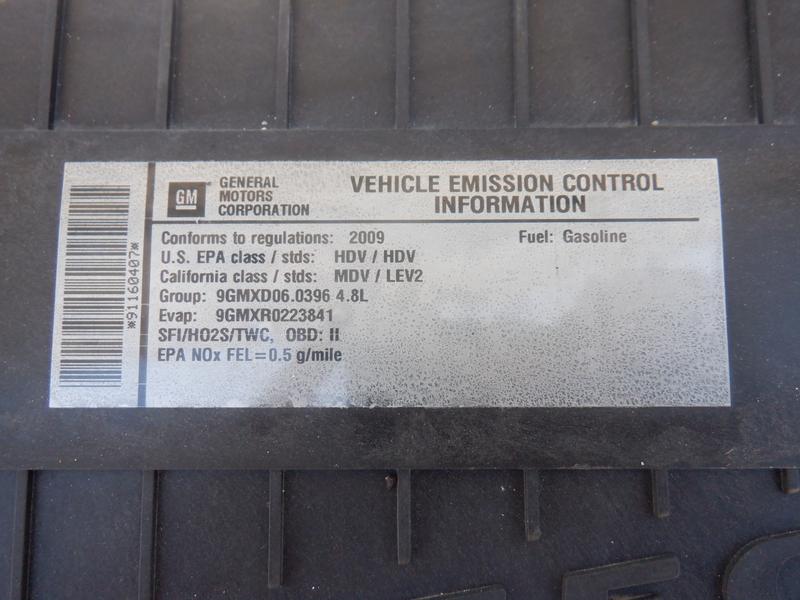 GM
GENERAL
MOTORS
CORPORATION
VEHICLE EMISSION CONTROL
INFORMATION
Conforms to regulations: 2009
Fuel: Gasoline
U.S. EPA class / stds: HDV / HDV
California class / stds: MDV / LEV2
Group: 9GMXD06.0396 4.8L
Evap: 9GMXR0223841
SFI/HO2S/TWC, OBD: II
EPA NOx FEL=0.5 g/mile
*91160407*